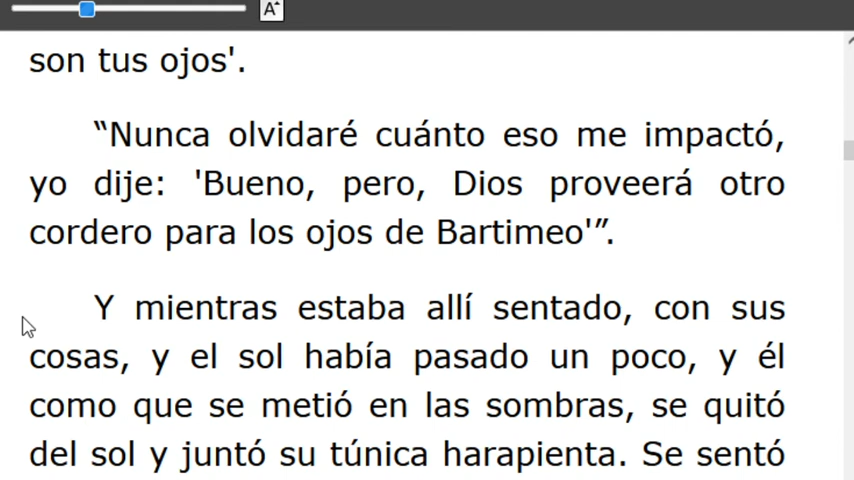 A
son tus ojos'.
“Nunca olvidaré cuánto eso me impactó,
yo dije: 'Bueno, pero, Dios proveerá otro
cordero para los ojos de Bartimeo'”.
Y mientras estaba allí sentado, con sus
cosas, y el sol había pasado un poco, y él
como que se metió en las sombras, se quitó
del sol y juntó su túnica harapienta. Se sentó